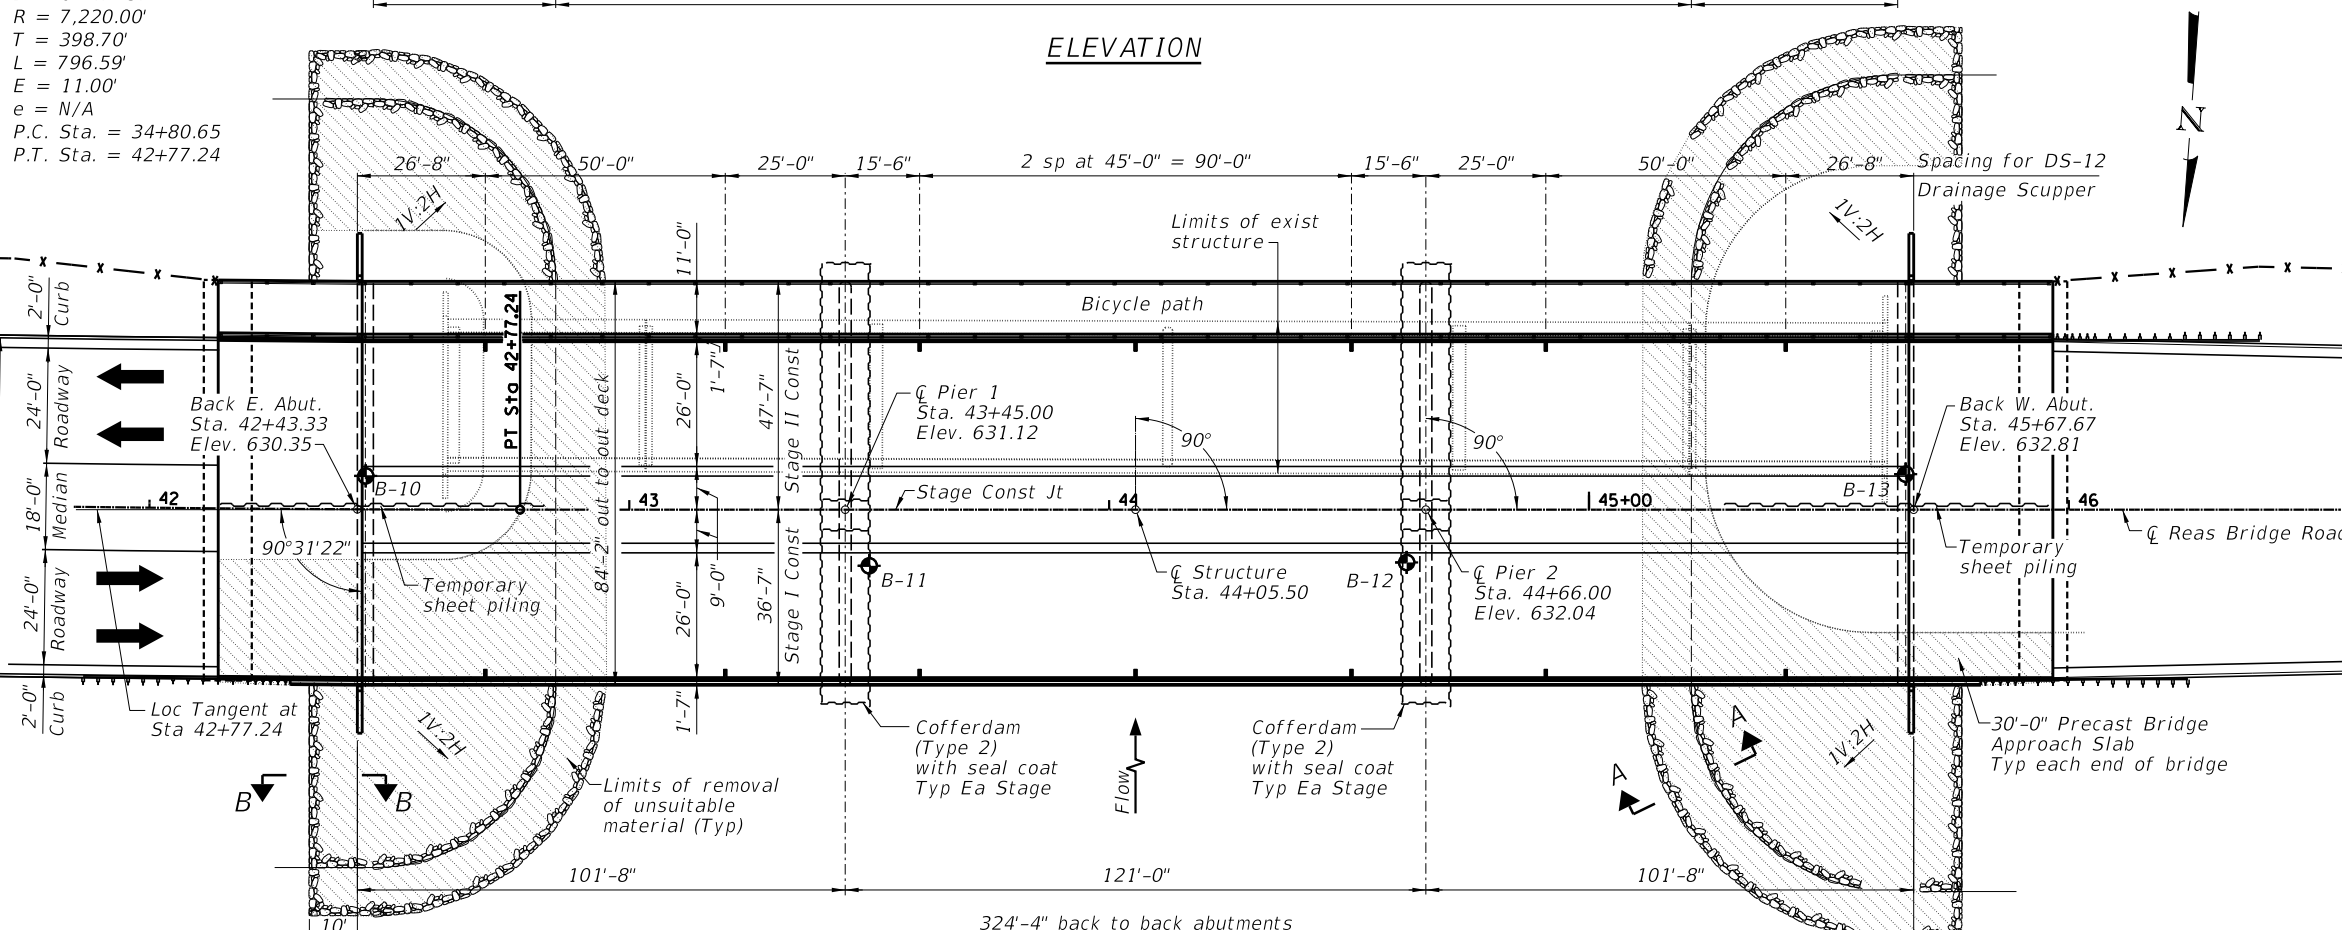 R = 7,220.00'
T = 398.70'
L = 796.59'
E = 11.00'
e = N/A
P.C. Sta. = 34+80.65
P.T. Sta. = 42+77.24
ELEVATION
N
26'-8"
50'-0"
25'-0"
15'-6"
2 sp at 45'-0" = 90'-0"
15'-6"
25'-0"
50'-0"
26'-8"
Spacing for DS-12
Drainage Scupper
1V:2H
1V:2H
Limits of exist
structure
11'-0"
2'-0"
Curb
Bicycle path
PT Sta 42+77.24
24'-0"
Roadway
Back E. Abut.
Sta. 42+43.33
Elev. 630.35
84'-2" out to out deck
26'-0"
1'-7"
47'-7"
Stage II Const
℄ Pier 1
Sta. 43+45.00
Elev. 631.12
90°
90°
Back W. Abut.
Sta. 45+67.67
Elev. 632.81
18'-0"
Median
42
B-10
43
Stage Const Jt
44
45+00
B-13
46
℄ Reas Bridge Road
90°31'22"
Temporary
sheet piling
24'-0"
Roadway
26'-0"
9'-0"
36'-7"
Stage I Const
B-11
℄ Structure
Sta. 44+05.50
B-12
℄ Pier 2
Sta. 44+66.00
Elev. 632.04
Temporary
sheet piling
2'-0"
Curb
Loc Tangent at
Sta 42+77.24
1V:2H
1'-7"
Cofferdam
(Type 2)
with seal coat
Typ Ea Stage
Flow
Cofferdam
(Type 2)
with seal coat
Typ Ea Stage
A
A
1V:2H
30'-0" Precast Bridge
Approach Slab
Typ each end of bridge
B
B
Limits of removal
of unsuitable
material (Typ)
101'-8"
121'-0"
101'-8"
10'
324'-4" back to back abutments